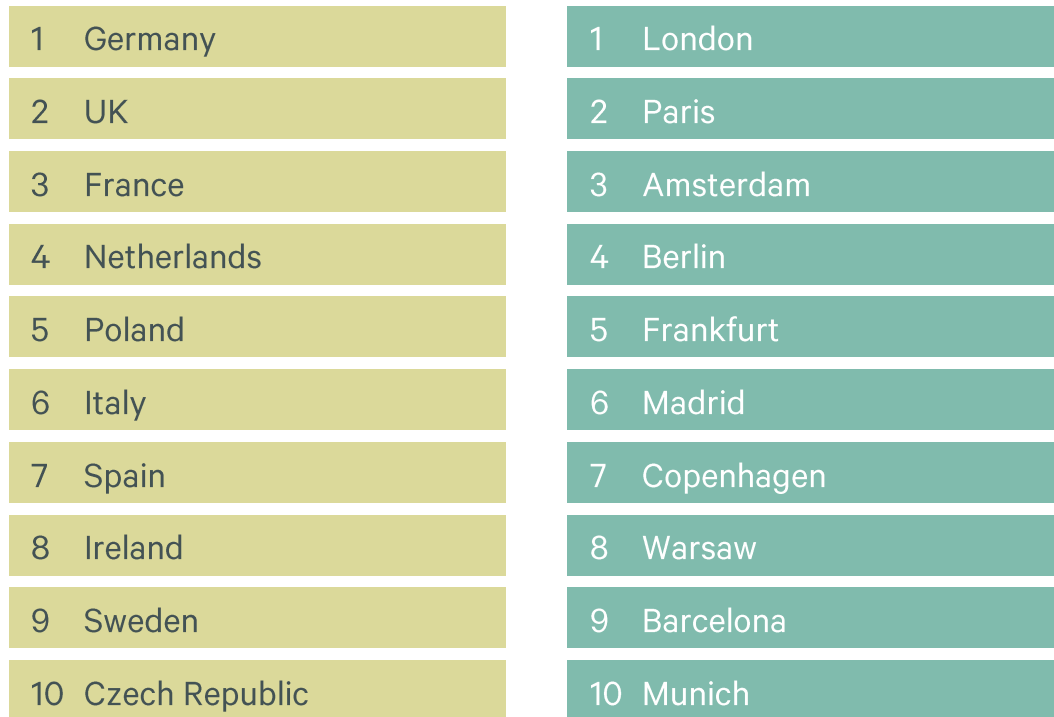 1 Germany
2 UK
3 France
4 Netherlands
5 Poland
6 Italy
7 Spain
8 Ireland
9 Sweden
10 Czech Republic
1 London
2 Paris
3 Amsterdam
4 Berlin
5 Frankfurt
6 Madrid
7 Copenhagen
8 Warsaw
9 Barcelona
10 Munich